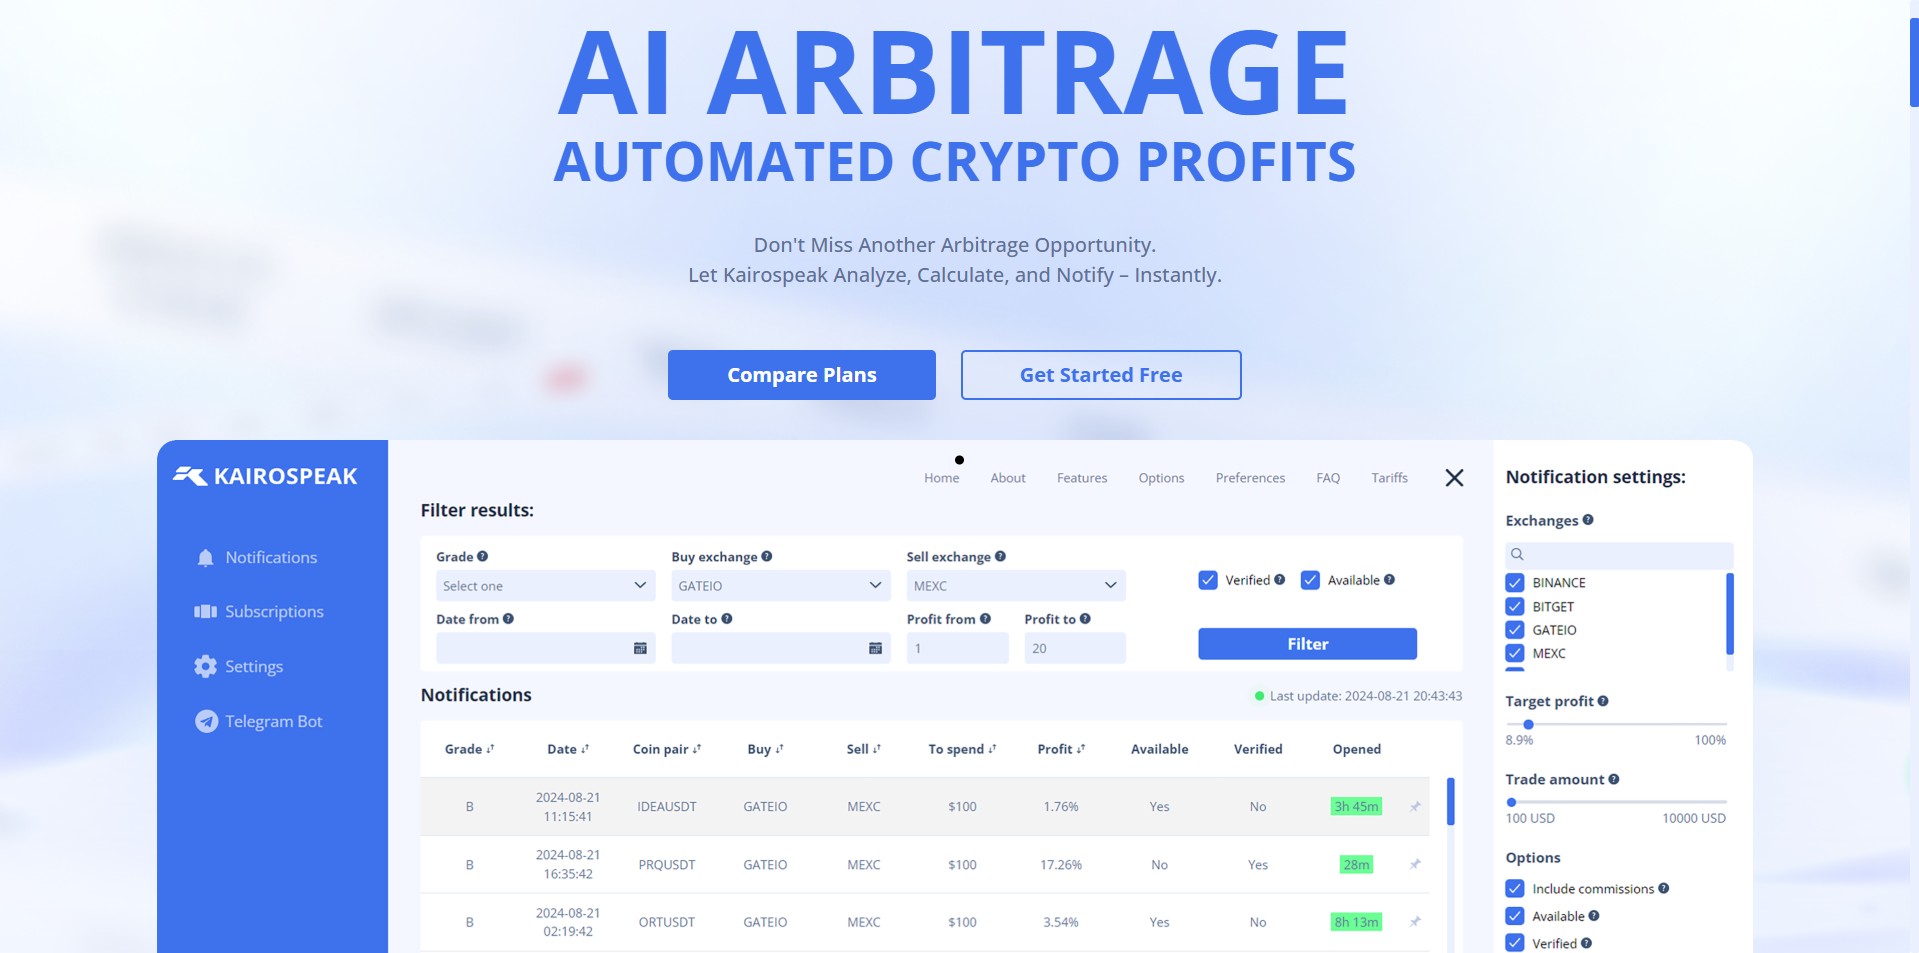 AI ARBITRAGE
AUTOMATED CRYPTO PROFITS
Don't Miss Another Arbitrage Opportunity.
Let Kairospeak Analyze, Calculate, and Notify – Instantly.
Compare Plans
Get Started Free
KAIROSPEAK
Notifications
Subscriptions
Settings
Telegram Bot
Home About Features Options Preferences FAQ Tariffs
Filter results:
Grade Buy exchange Sell exchange
Select one GATEIO MEXC
Verified Available
Date from Date to Profit from Profit to
1 20
Filter
Notifications
Last update: 2024-08-21 20:43:43
Grade Date Coin pair Buy Sell To spend Profit Available Verified Opened
B 2024-08-21 11:15:41 IDEAUSDT GATEIO MEXC $100 1.76% Yes No 3h 45m
B 2024-08-21 16:35:42 PRQUSDT GATEIO MEXC $100 17.26% No Yes 28m
B 2024-08-21 02:19:42 ORTUSDT GATEIO MEXC $100 3.54% Yes No 8h 13m
Notification settings:
Exchanges
BINANCE
BITGET
GATEIO
MEXC
Target profit
8.9% 100%
Trade amount
100 USD 10000 USD
Options
Include commissions
Available
Verified